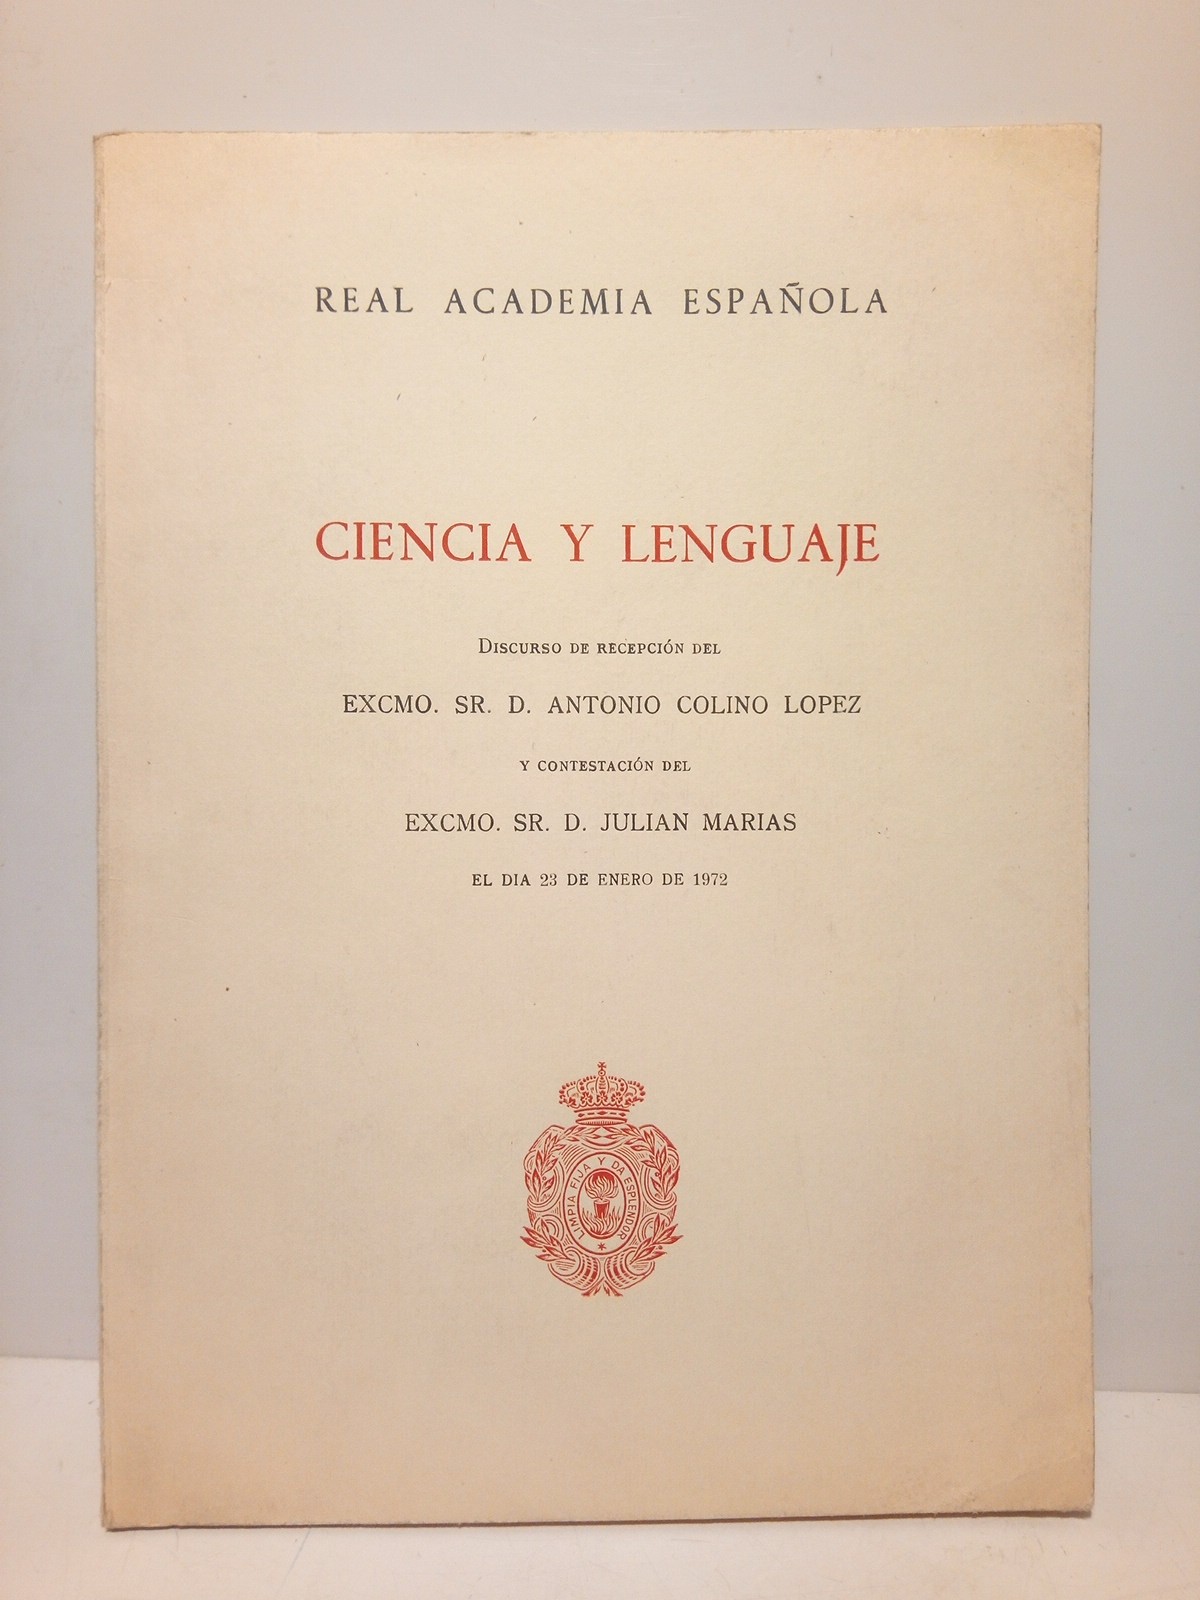 REAL ACADEMIA ESPAÑOLA
CIENCIA Y LENGUAJE
DISCURSO DE RECEPCIÓN DEL
EXCMO. SR. D. ANTONIO COLINO LOPEZ
Y CONTESTACIÓN DEL
EXCMO. SR. D. JULIAN MARIAS
EL DIA 23 DE ENERO DE 1972
LIMPIA FIJA Y DA ESPLENDOR